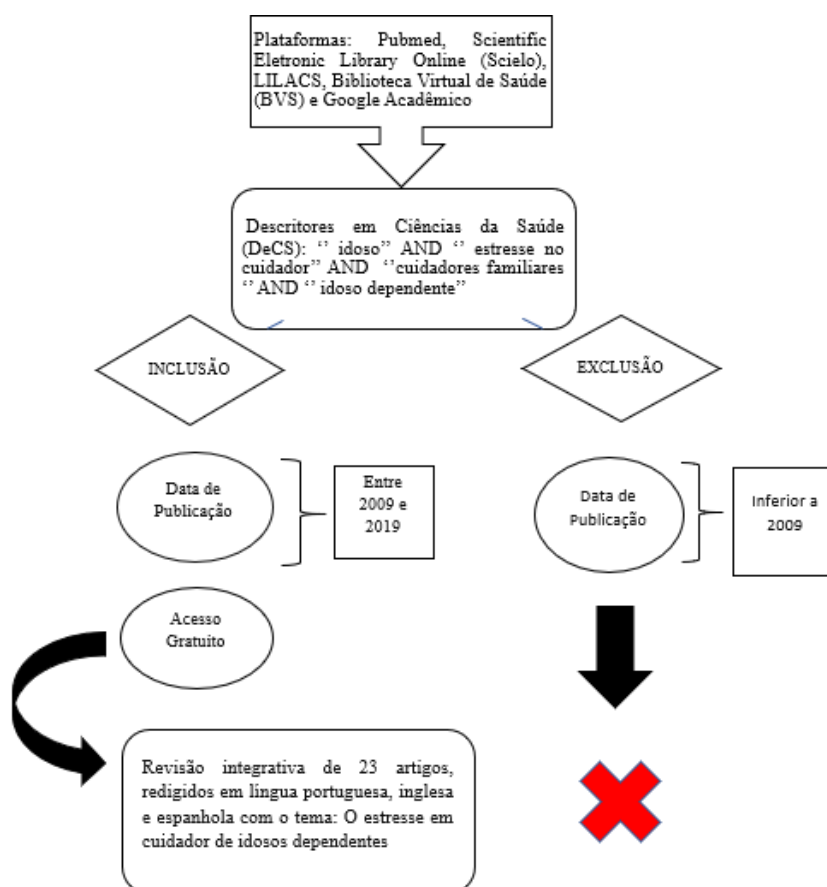 Plataformas: Pubmed, Scientifíc
Eletronic Library Online (Scielo),
LILACS, Biblioteca Virtual de Saúde
(BVS) e Google Acadêmico
Descritores em Ciências da Saúde
(DeCS): “ idoso” AND “ estresse no
cuidador” AND “cuidadores familiares
“ AND “ idoso dependente”
INCLUSÃO
EXCLUSÃO
Data de
Publicação
Entre
2009 e
2019
Data de
Publicação
Inferior a
2009
Acesso
Gratuito
Revisão integrativa de 23 artigos,
redigidos em língua portuguesa, inglesa
e espanhola com o tema: O estresse em
cuidador de idosos dependentes